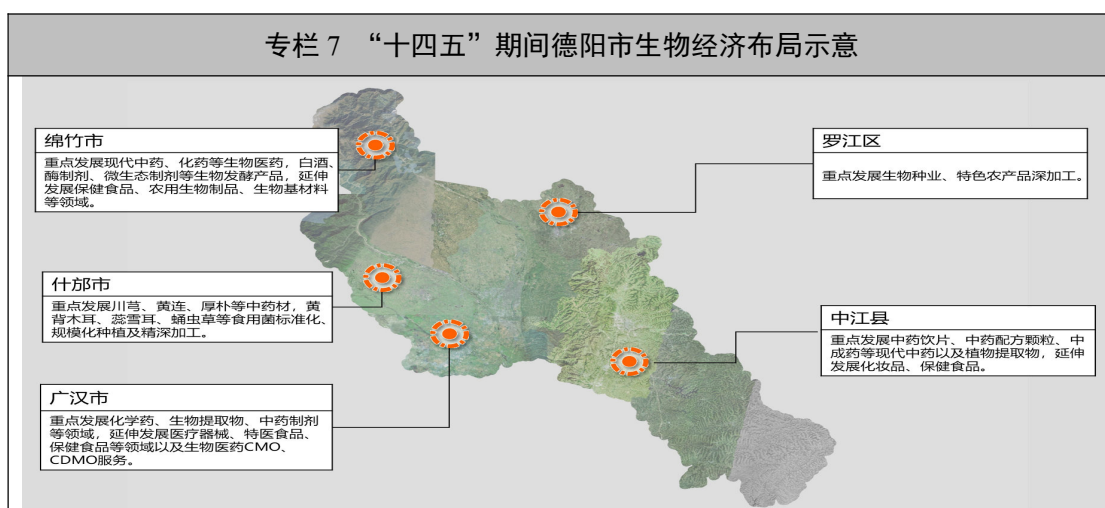 专栏 7 “十四五”期间德阳市生物经济布局示意
绵竹市
重点发展现代中药、化药等生物医药，白酒、
酶制剂、微生态制剂等生物发酵产品，延伸
发展保健食品、农用生物制品、生物基材料
等领域。
什邡市
重点发展川芎、黄连、厚朴等中药材，黄
背木耳、蕊雪耳、蛹虫草等食用菌标准化、
规模化种植及精深加工。
广汉市
重点发展化学药、生物提取物、中药制剂
等领域，延伸发展医疗器械、特医食品、
保健食品等领域以及生物医药CMO、
CDMO服务。
罗江区
重点发展生物种业、特色农产品深加工。
中江县
重点发展中药饮片、中药配方颗粒、中
成药等现代中药以及植物提取物，延伸
发展化妆品、保健食品。